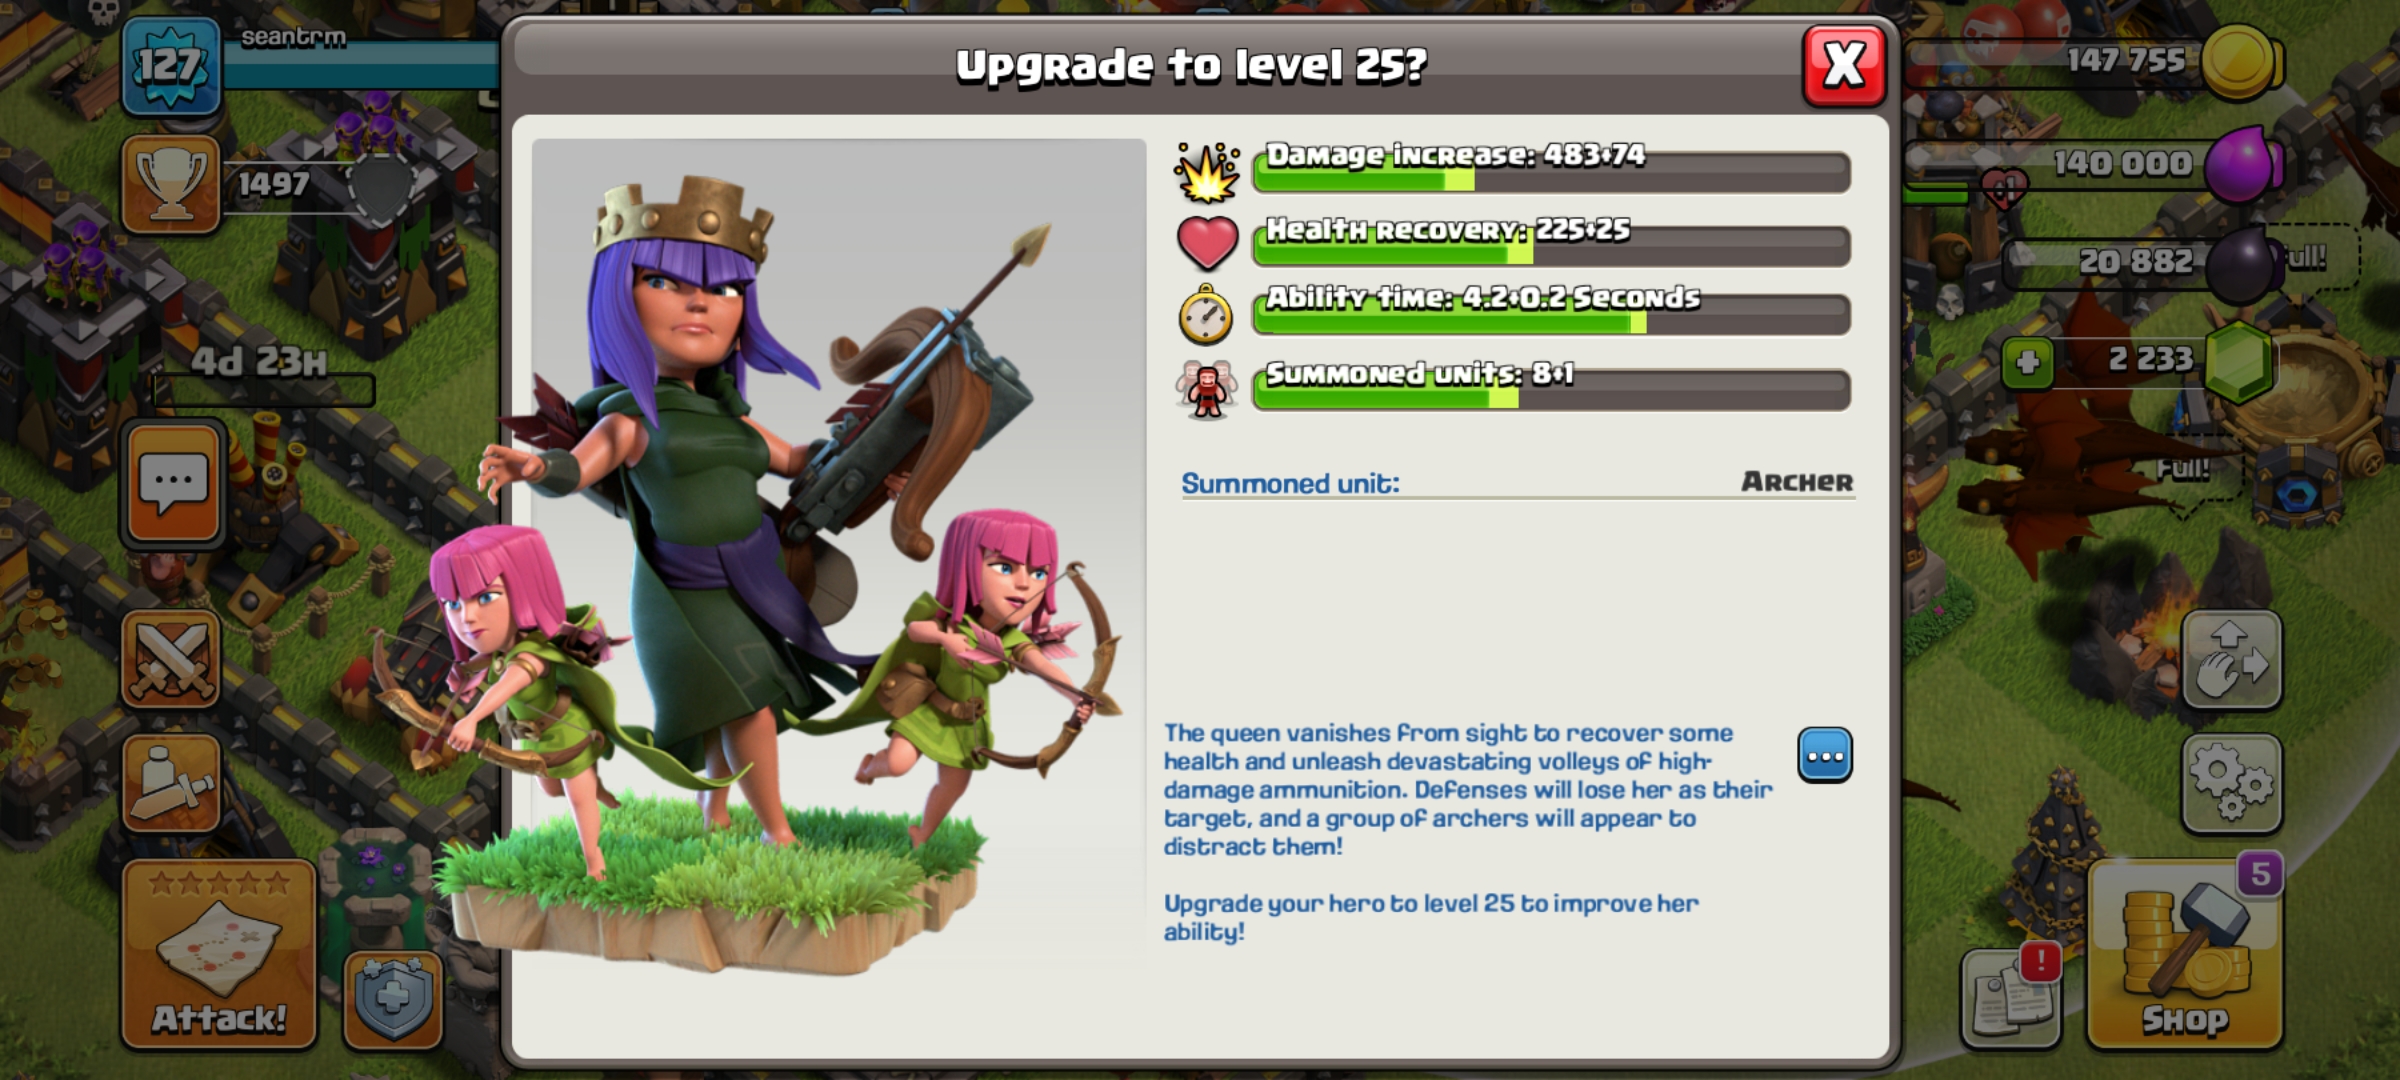 127
seantrm
1497
4d 23H
Attack!
Upgrade to level 25?
X
Damage increase: 483+74
Health recovery: 225+25
Ability time: 4.2+0.2 Seconds
Summoned units: 8+1
Summoned unit:
Archer
The queen vanishes from sight to recover some
health and unleash devastating volleys of high-
damage ammunition. Defenses will lose her as their
target, and a group of archers will appear to
distract them!
Upgrade your hero to level 25 to improve her
ability!
147 755
140 000
+1
20 882
Full!
2 233
Full!
5
!
Shop